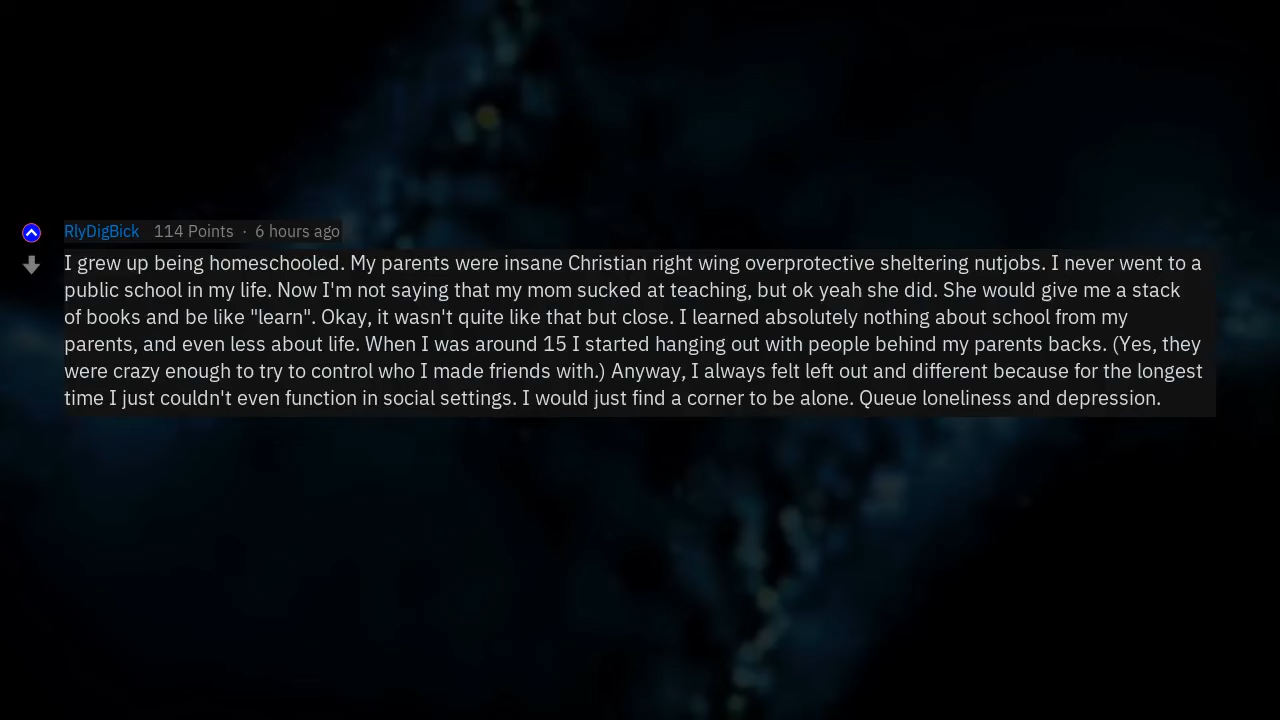 RlyDigBick 114 Points · 6 hours ago
I grew up being homeschooled. My parents were insane Christian right wing overprotective sheltering nutjobs. I never went to a
public school in my life. Now I'm not saying that my mom sucked at teaching, but ok yeah she did. She would give me a stack
of books and be like "learn". Okay, it wasn't quite like that but close. I learned absolutely nothing about school from my
parents, and even less about life. When I was around 15 I started hanging out with people behind my parents backs. (Yes, they
were crazy enough to try to control who I made friends with.) Anyway, I always felt left out and different because for the longest
time I just couldn't even function in social settings. I would just find a corner to be alone. Queue loneliness and depression.